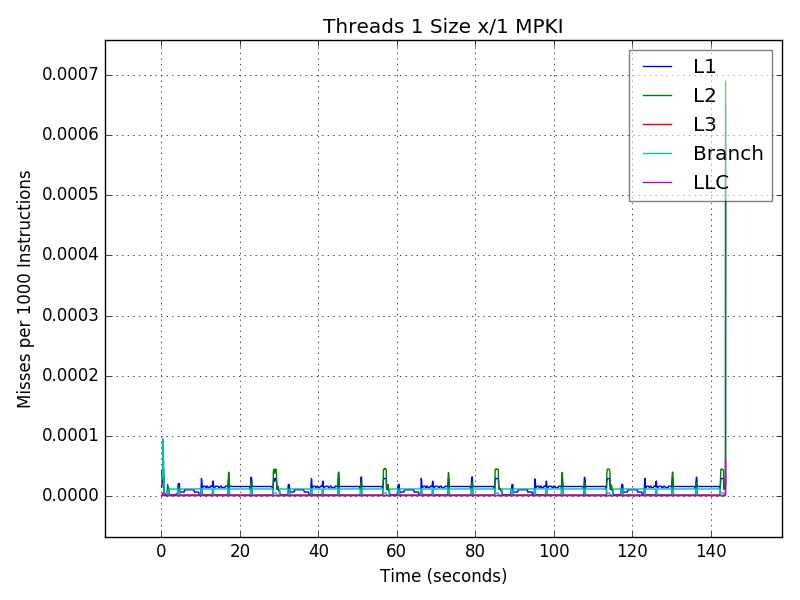 Threads 1 Size x/1 MPKI
L1
L2
L3
Branch
LLC
Misses per 1000 Instructions
0.0007
0.0006
0.0005
0.0004
0.0003
0.0002
0.0001
0.0000
0 20 40 60 80 100 120 140
Time (seconds)